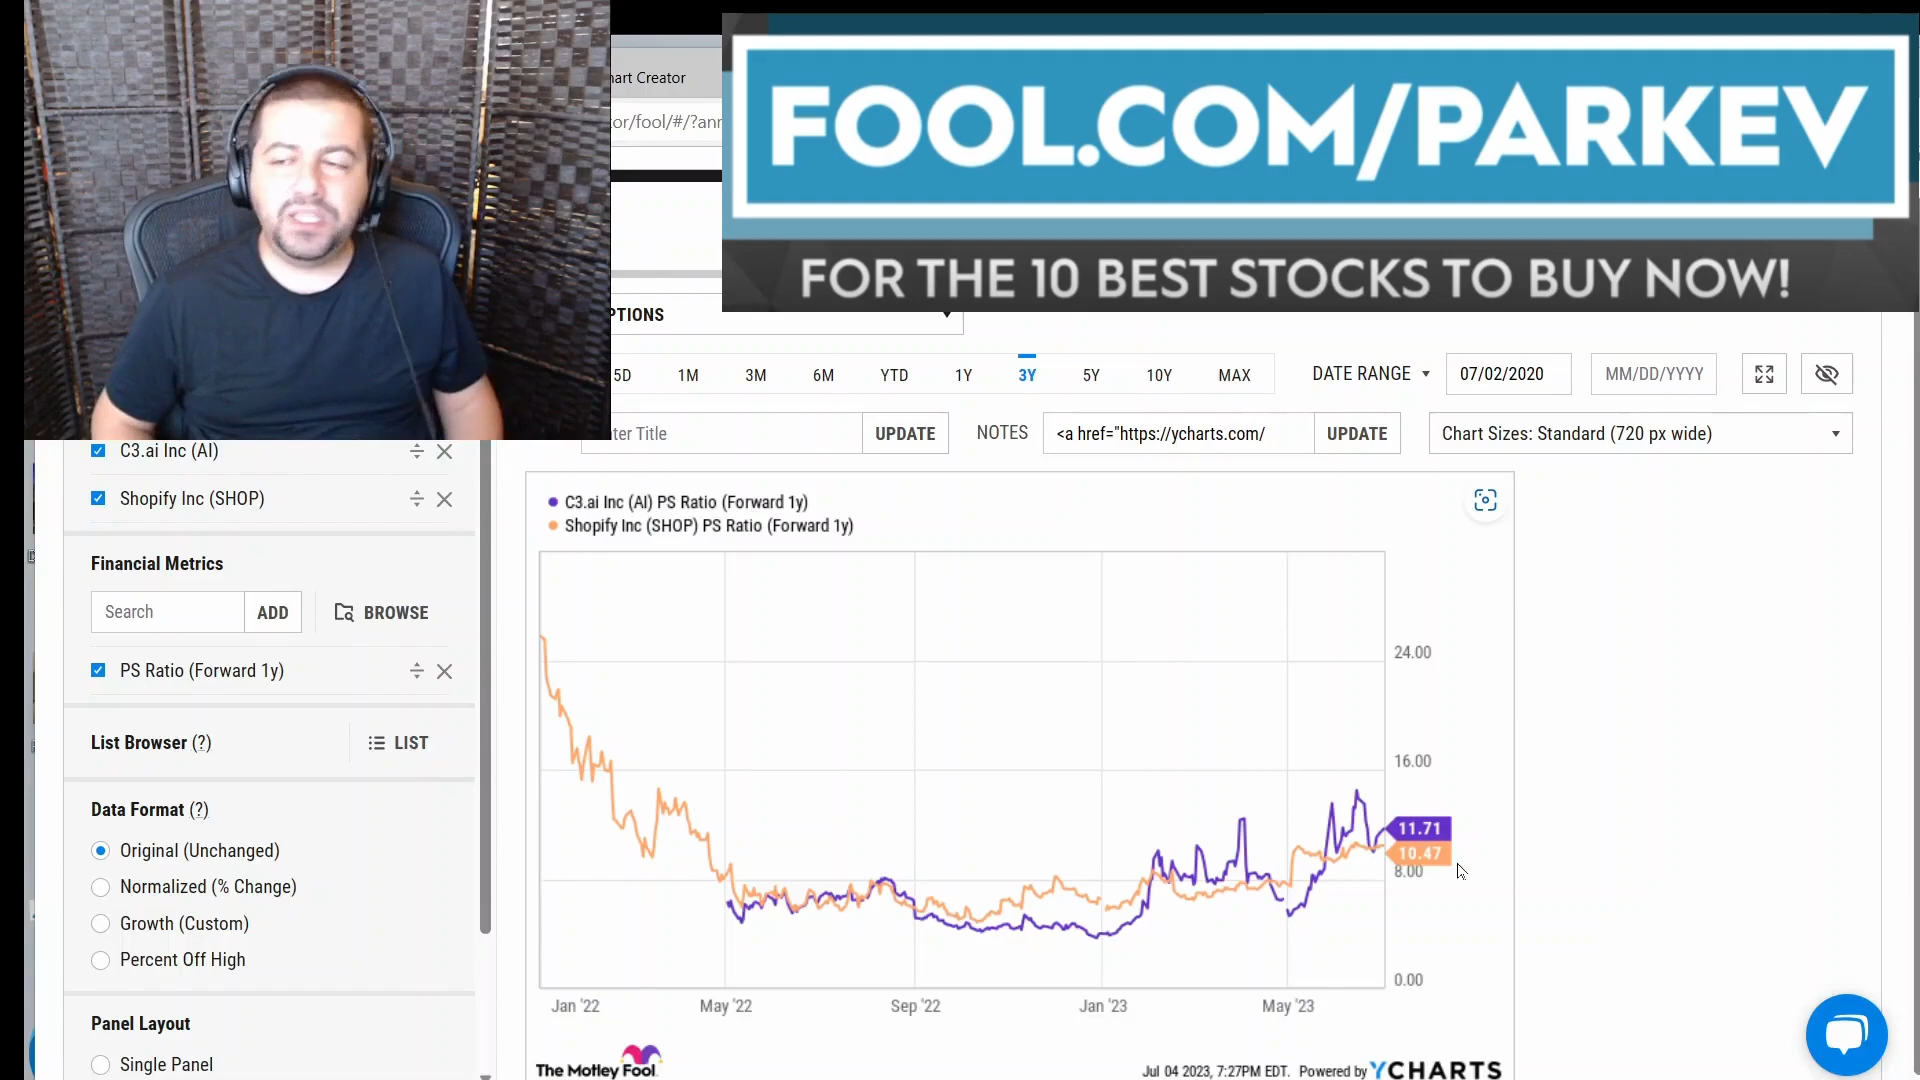 nart Creator
tor/fool/#/?ann
FOOL.COM/PARKEV
FOR THE 10 BEST STOCKS TO BUY NOW!
PTIONS
5D 1M 3M 6M YTD 1Y 3Y 5Y 10Y MAX DATE RANGE 07/02/2020 MM/DD/YYYY
ter Title UPDATE NOTES <a href="https://ycharts.com/ UPDATE Chart Sizes: Standard (720 px wide)
C3.ai Inc (AI)
Shopify Inc (SHOP)
Financial Metrics
Search ADD BROWSE
PS Ratio (Forward 1y)
List Browser (?) LIST
Data Format (?)
Original (Unchanged)
Normalized (% Change)
Growth (Custom)
Percent Off High
Panel Layout
Single Panel
C3.ai Inc (AI) PS Ratio (Forward 1y)
Shopify Inc (SHOP) PS Ratio (Forward 1y)
24.00
16.00
11.71
10.47
8.00
0.00
Jan '22 May '22 Sep '22 Jan '23 May '23
The Motley Fool. Jul 04 2023, 7:27PM EDT. Powered by YCHARTS